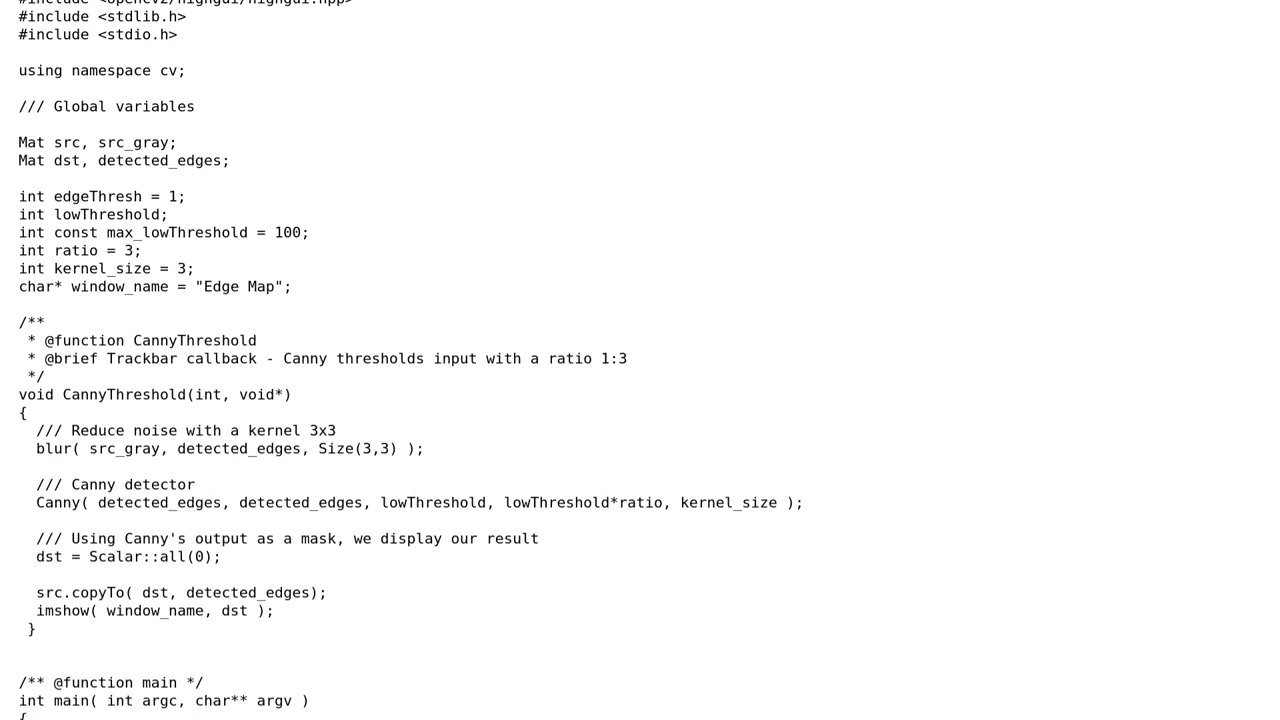 #include <opencv2/highgui/highgui.hpp>
#include <stdlib.h>
#include <stdio.h>

using namespace cv;

/// Global variables

Mat src, src_gray;
Mat dst, detected_edges;

int edgeThresh = 1;
int lowThreshold;
int const max_lowThreshold = 100;
int ratio = 3;
int kernel_size = 3;
char* window_name = "Edge Map";

/**
 * @function CannyThreshold
 * @brief Trackbar callback - Canny thresholds input with a ratio 1:3
 */
void CannyThreshold(int, void*)
{
  /// Reduce noise with a kernel 3x3
  blur( src_gray, detected_edges, Size(3,3) );

  /// Canny detector
  Canny( detected_edges, detected_edges, lowThreshold, lowThreshold*ratio, kernel_size );

  /// Using Canny's output as a mask, we display our result
  dst = Scalar::all(0);

  src.copyTo( dst, detected_edges);
  imshow( window_name, dst );
 }


/** @function main */
int main( int argc, char** argv )
{